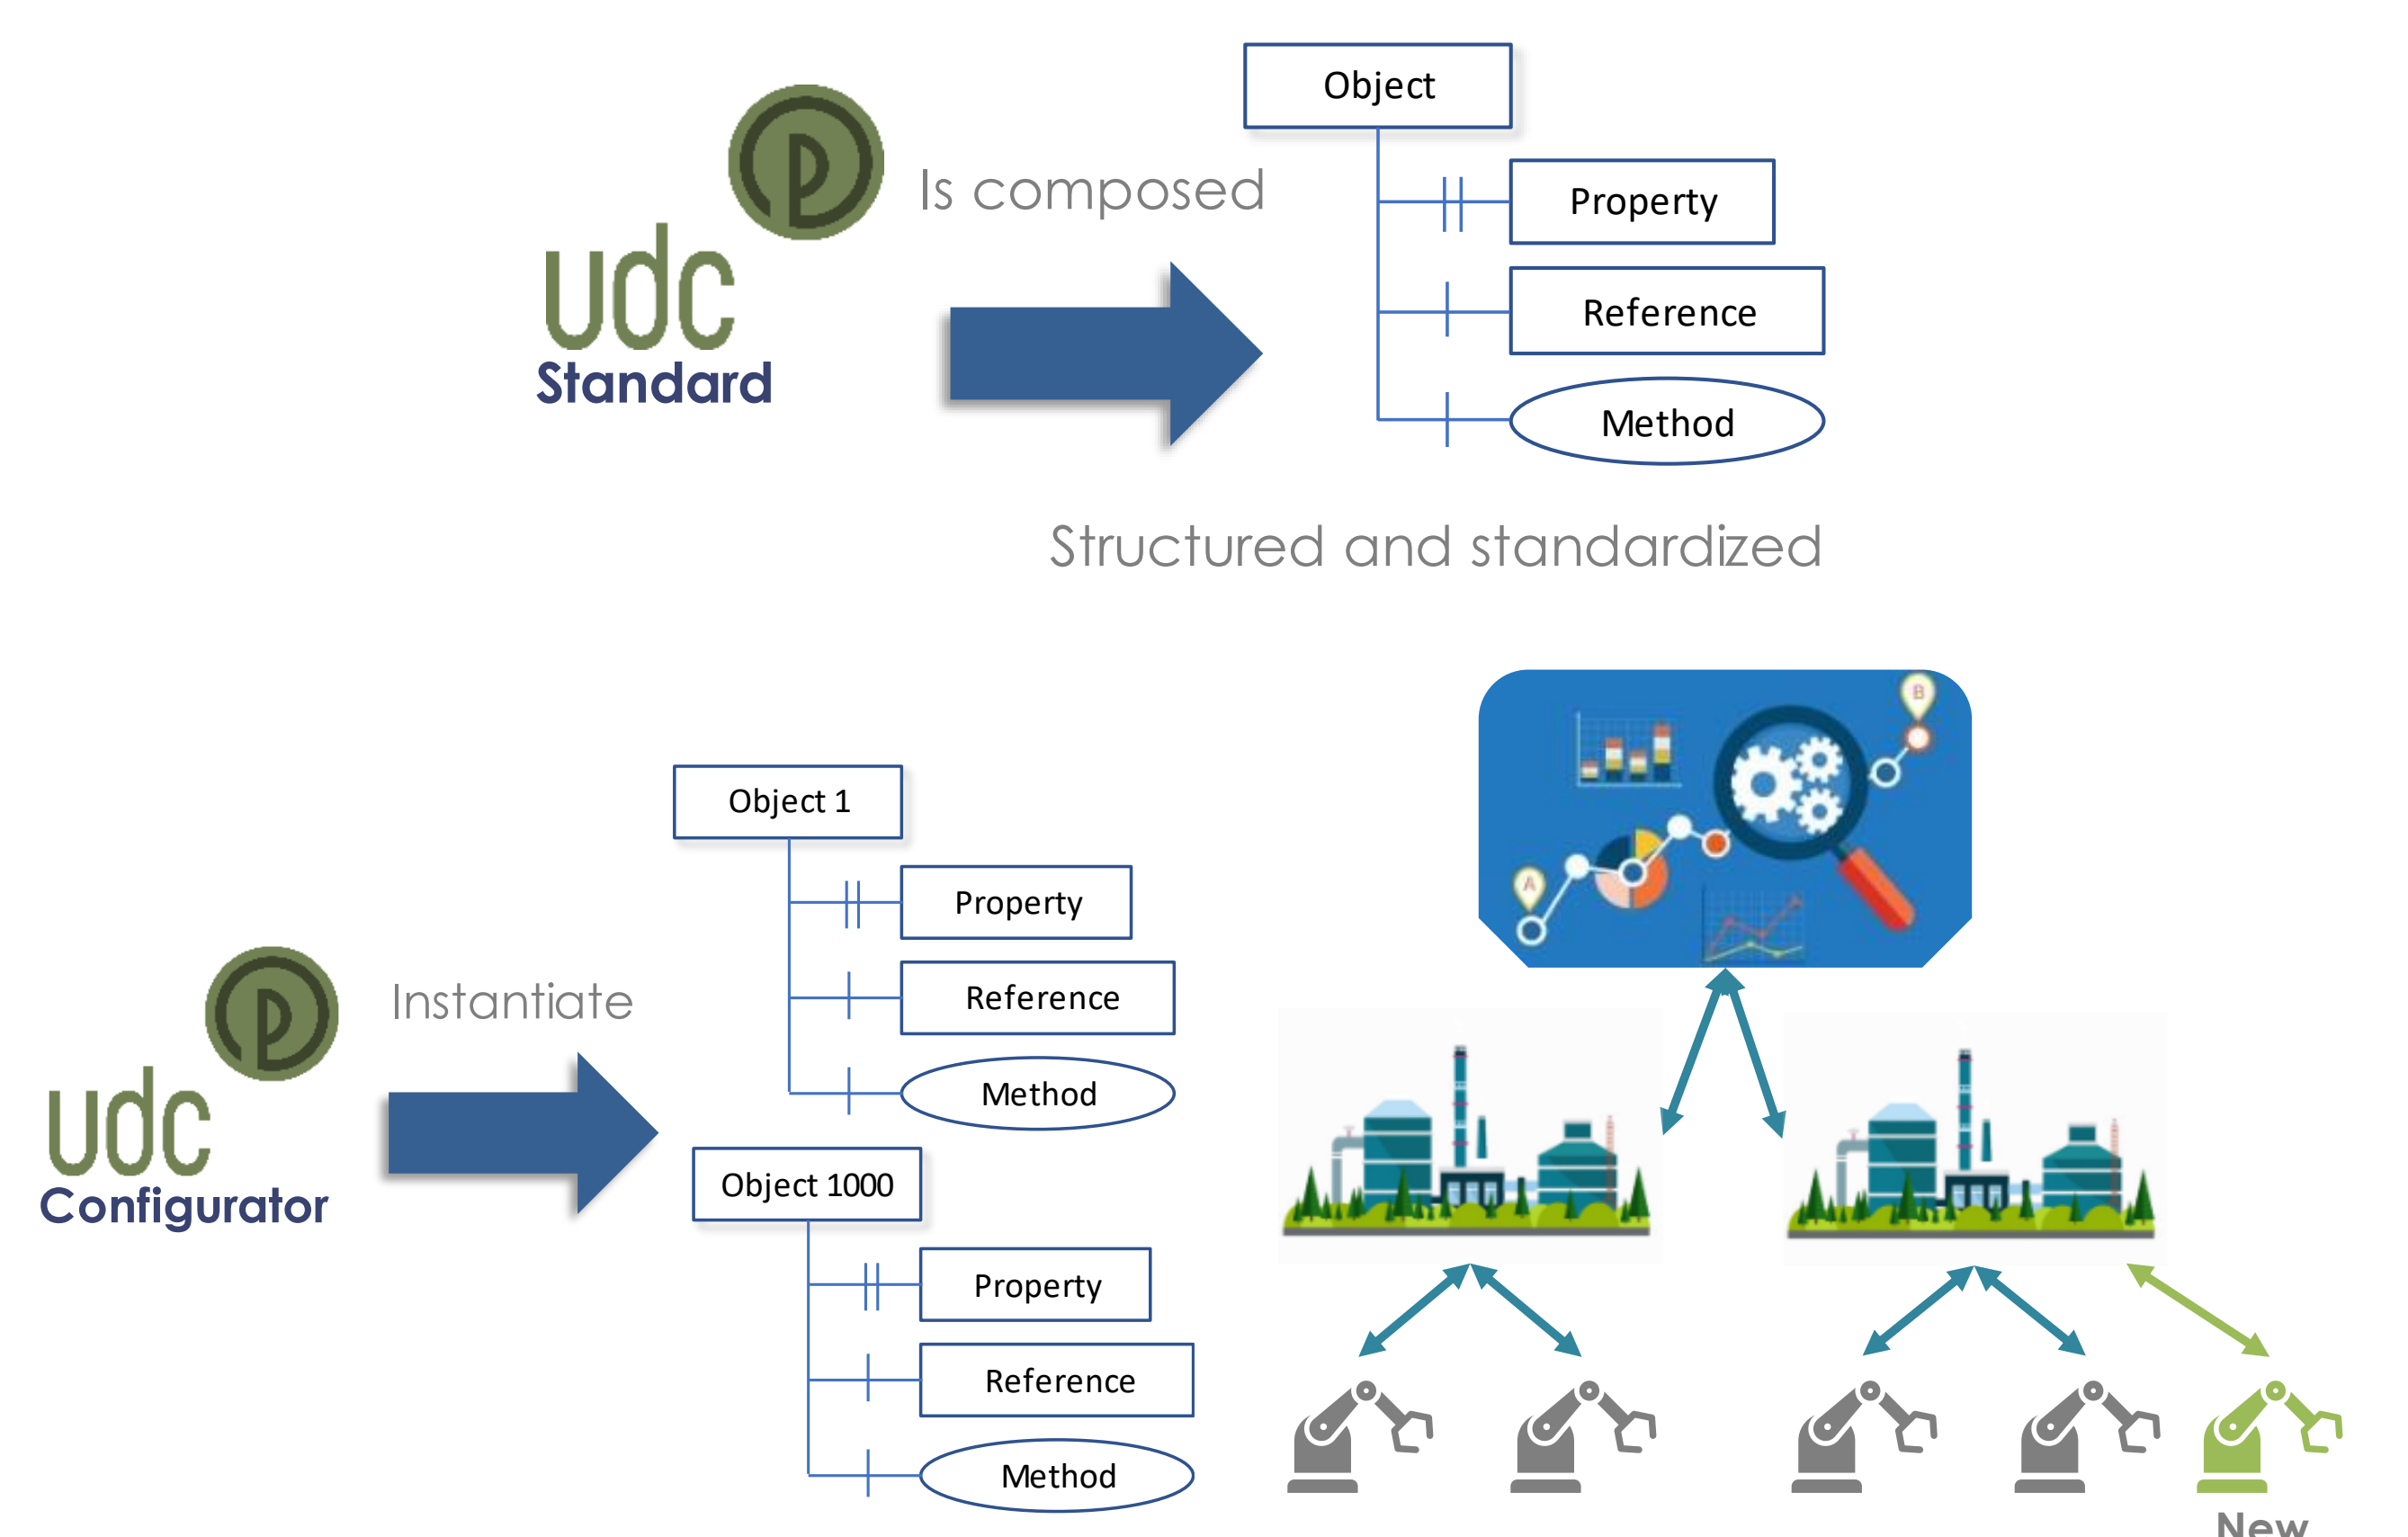 Object
Is composed
Property
udc
Standard
Reference
Method
Structured and standardized
B
A
Object 1
Property
Instantiate
Reference
udc
Configurator
Method
Object 1000
Property
Reference
Method
New